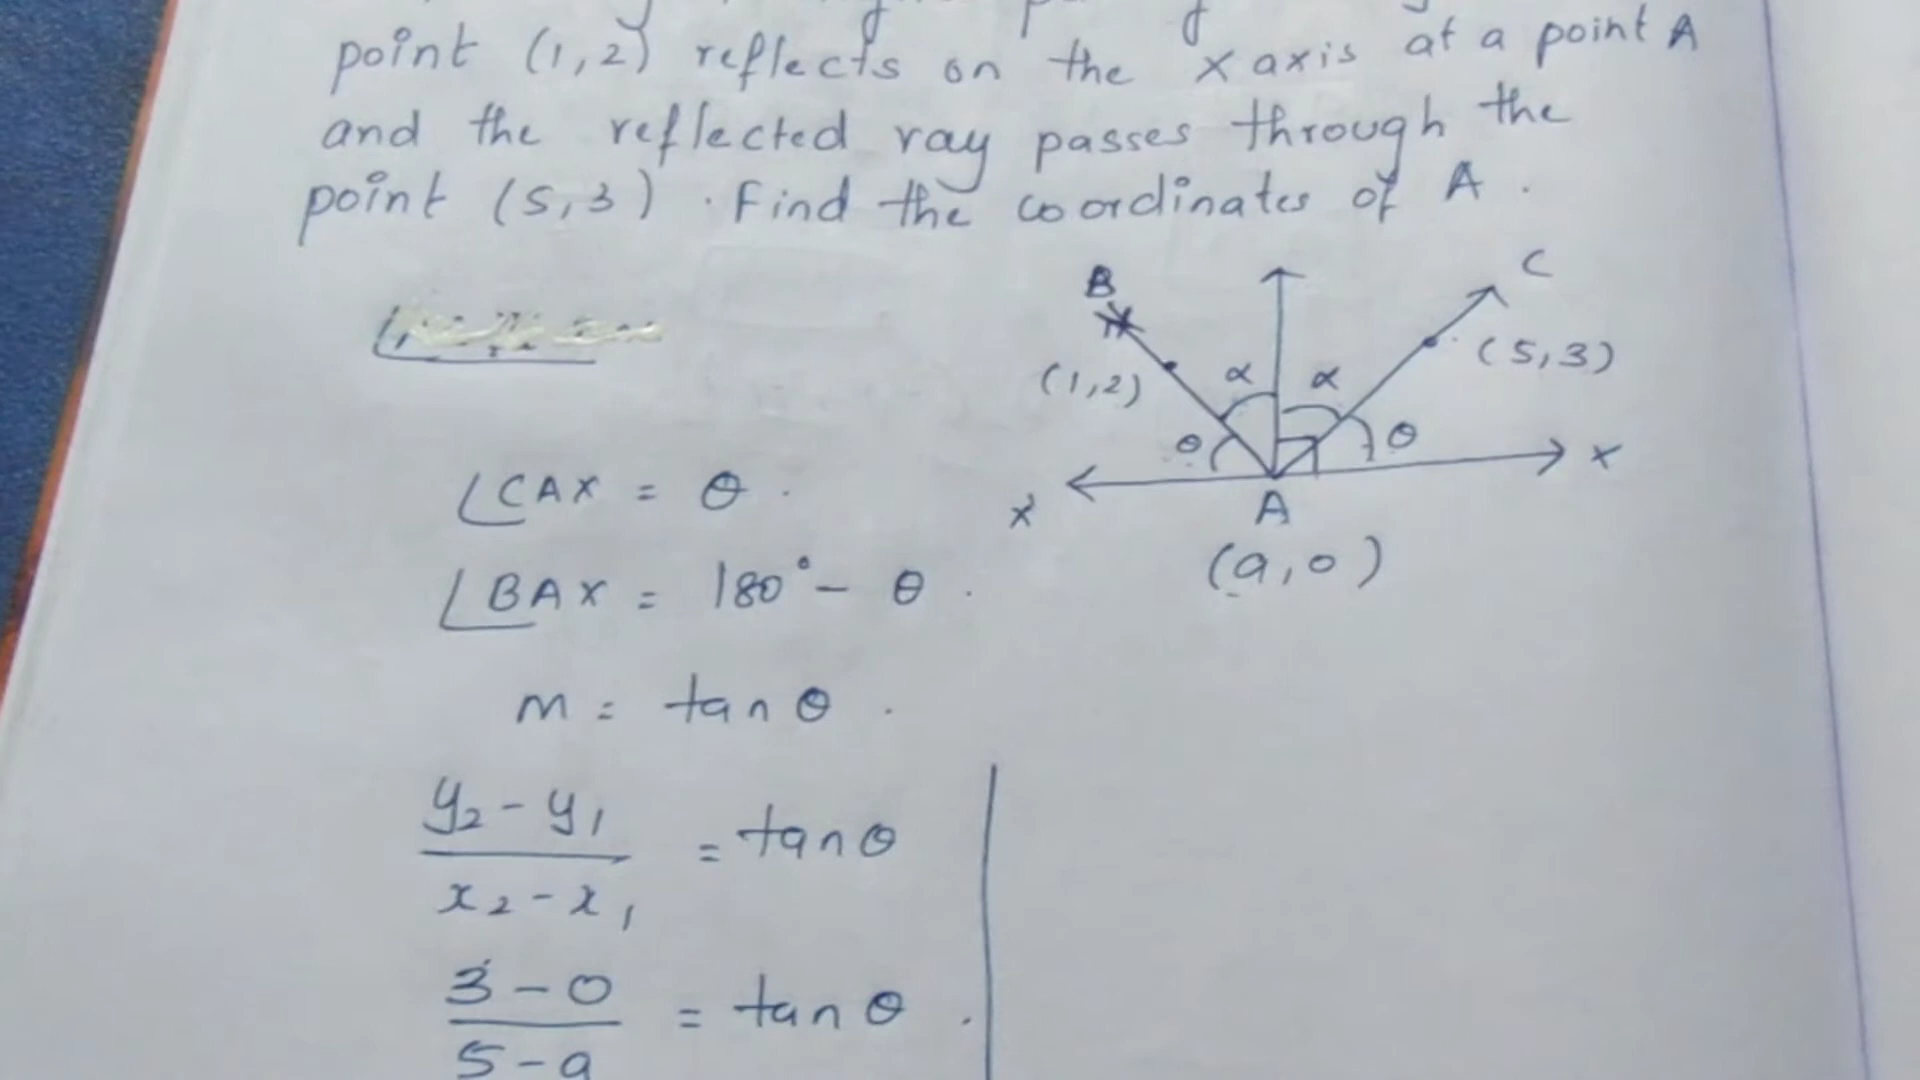 point (1,2) reflects on the x axis at a point A
and the reflected ray passes through the
point (5,3). Find the coordinates of A.
B
C
(1,2)
α
α
(5,3)
θ
θ
x
x'
A
(a,0)
∠CAX = θ.
∠BAX = 180° - θ.
m = tan θ.
y₂ - y₁ / x₂ - x₁ = tan θ
3 - 0 / 5 - a = tan θ.